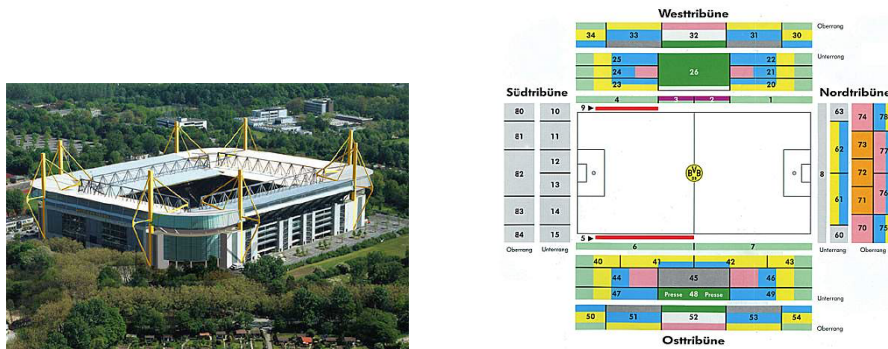 Westtribüne
Oberrang
34 33 32 31 30
Unterrang
25 22
24 26 21
23 20
4 3 2 1
9
Südtribüne
Nordtribüne
80 10
81 11
82 12
13
83 14
84 15
Oberrang Unterrang
BVB
09
63 74 78
62 73 77
8 72
61 71 76
60 70 75
Unterrang Oberrang
5
6 7
40 41 42 43
44 45 46
47 Presse 48 Presse 49
Unterrang
50 51 52 53 54
Oberrang
Osttribüne